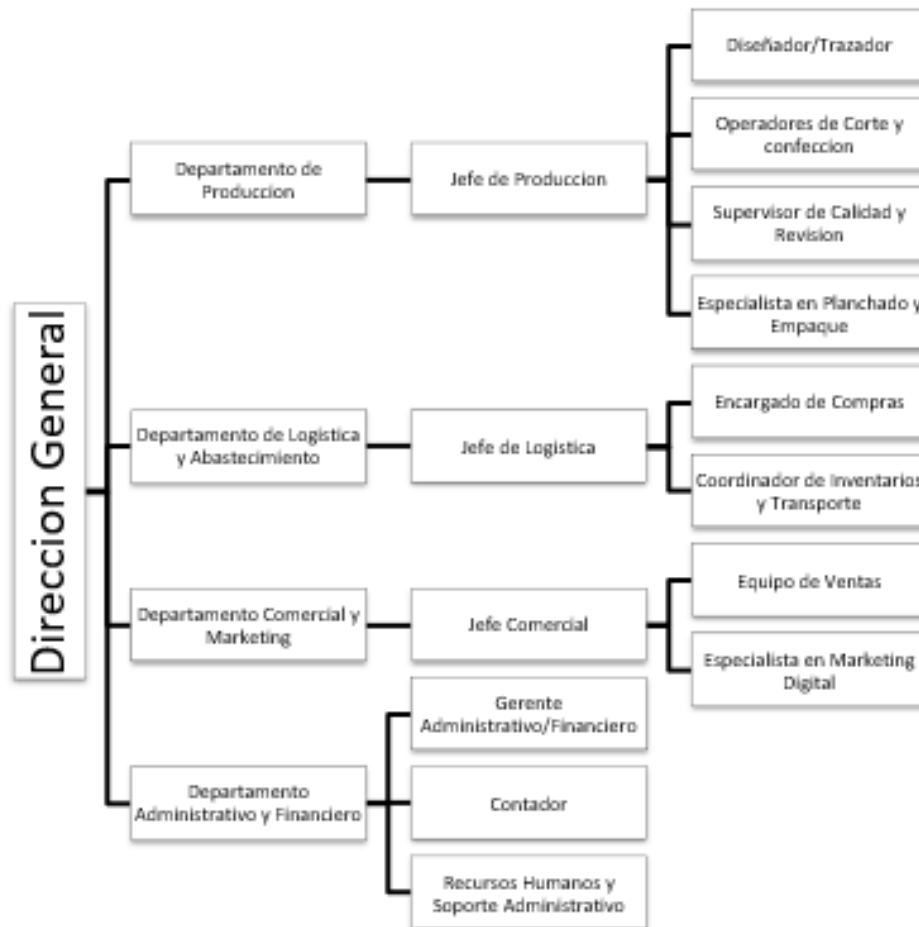 Direccion General
Departamento de
Produccion
Jefe de Produccion
Diseñador/Trazador
Operadores de Corte y
confeccion
Supervisor de Calidad y
Revision
Especialista en Planchado y
Empaque
Departamento de Logistica
y Abastecimiento
Jefe de Logistica
Encargado de Compras
Coordinador de Inventarios
y Transporte
Departamento Comercial y
Marketing
Jefe Comercial
Equipo de Ventas
Especialista en Marketing
Digital
Departamento
Administrativo y Financiero
Gerente
Administrativo/Financiero
Contador
Recursos Humanos y
Soporte Administrativo